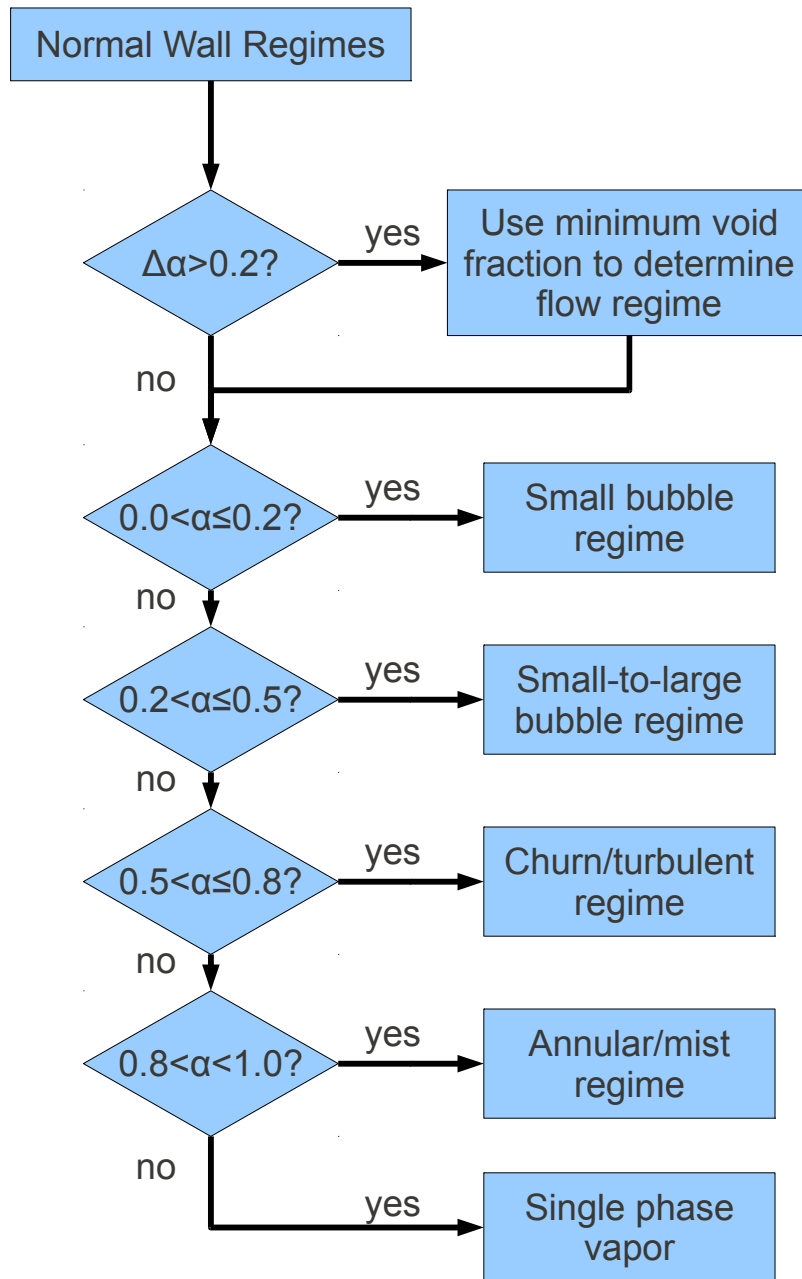 Normal Wall Regimes
Δα>0.2?
yes
Use minimum void
fraction to determine
flow regime
no
0.0<α≤0.2?
yes
Small bubble
regime
no
0.2<α≤0.5?
yes
Small-to-large
bubble regime
no
0.5<α≤0.8?
yes
Churn/turbulent
regime
no
0.8<α<1.0?
yes
Annular/mist
regime
no
yes
Single phase
vapor